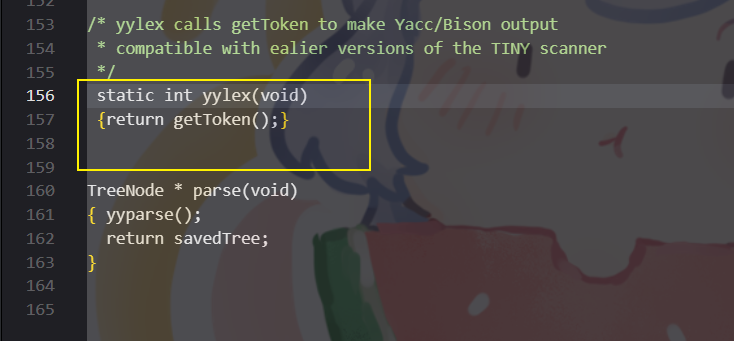 152
153 /* yylex calls getToken to make Yacc/Bison output
154  * compatible with ealier versions of the TINY scanner
155  */
156  static int yylex(void)
157  {return getToken();}
158
159
160 TreeNode * parse(void)
161 { yyparse();
162   return savedTree;
163 }
164
165